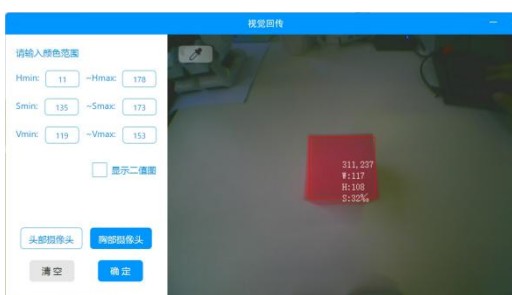 视觉回传
请输入颜色范围
Hmin: 11 ~Hmax: 178
Smin: 135 ~Smax: 173
Vmin: 119 ~Vmax: 153
显示二值图
头部摄像头 胸部摄像头
清空 确定
311,237
W:117
H:108
S:32‰